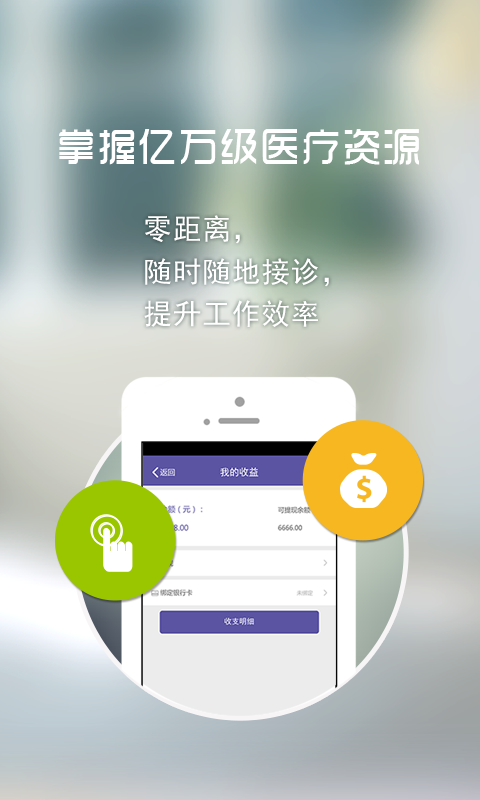 掌握亿万级医疗资源
零距离，
随时随地接诊，
提升工作效率
返回 我的收益
额（元）： 可提现余额
8.00 6666.00
绑定银行卡 未绑定
收支明细